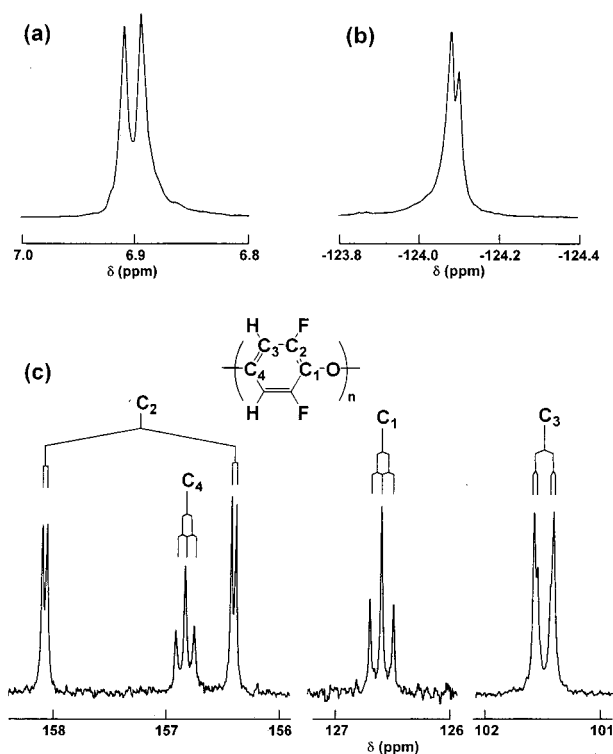 (a)
(b)
7.0 6.9 6.8
δ (ppm)
-123.8 -124.0 -124.2 -124.4
δ (ppm)
(c)
H F
C3 C2
C4 C1 O
n
H F
C2
C4
C1
C3
158 157 156
127 126
102 101
δ (ppm)